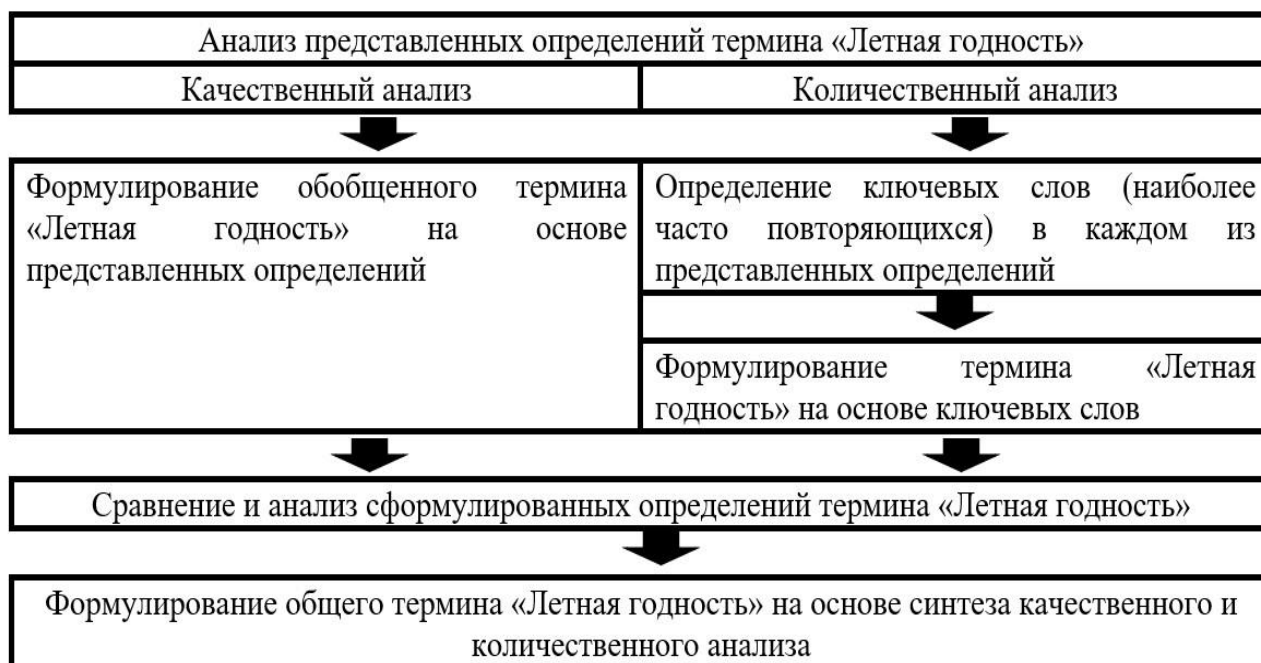 Анализ представленных определений термина «Летная годность»
Качественный анализ
Количественный анализ
Формулирование обобщенного термина
«Летная годность» на основе
представленных определений
Определение ключевых слов (наиболее
часто повторяющихся) в каждом из
представленных определений
Формулирование термина «Летная
годность» на основе ключевых слов
Сравнение и анализ сформулированных определений термина «Летная годность»
Формулирование общего термина «Летная годность» на основе синтеза качественного и
количественного анализа